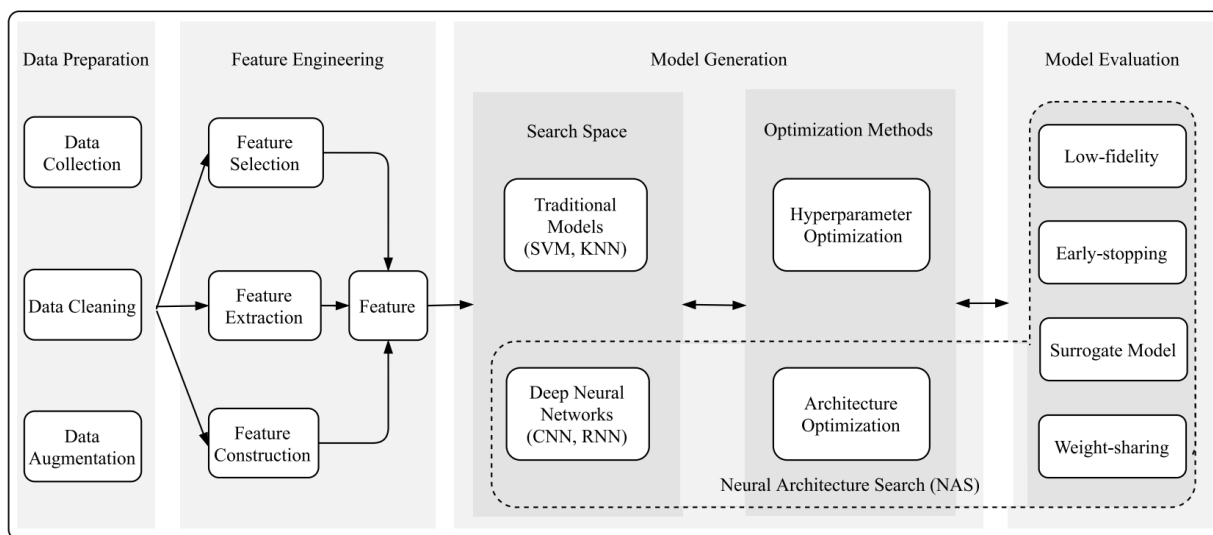 Data Preparation
Data
Collection
Data Cleaning
Data
Augmentation
Feature Engineering
Feature
Selection
Feature
Extraction
Feature
Construction
Feature
Model Generation
Search Space
Traditional
Models
(SVM, KNN)
Deep Neural
Networks
(CNN, RNN)
Optimization Methods
Hyperparameter
Optimization
Architecture
Optimization
Neural Architecture Search (NAS)
Model Evaluation
Low-fidelity
Early-stopping
Surrogate Model
Weight-sharing